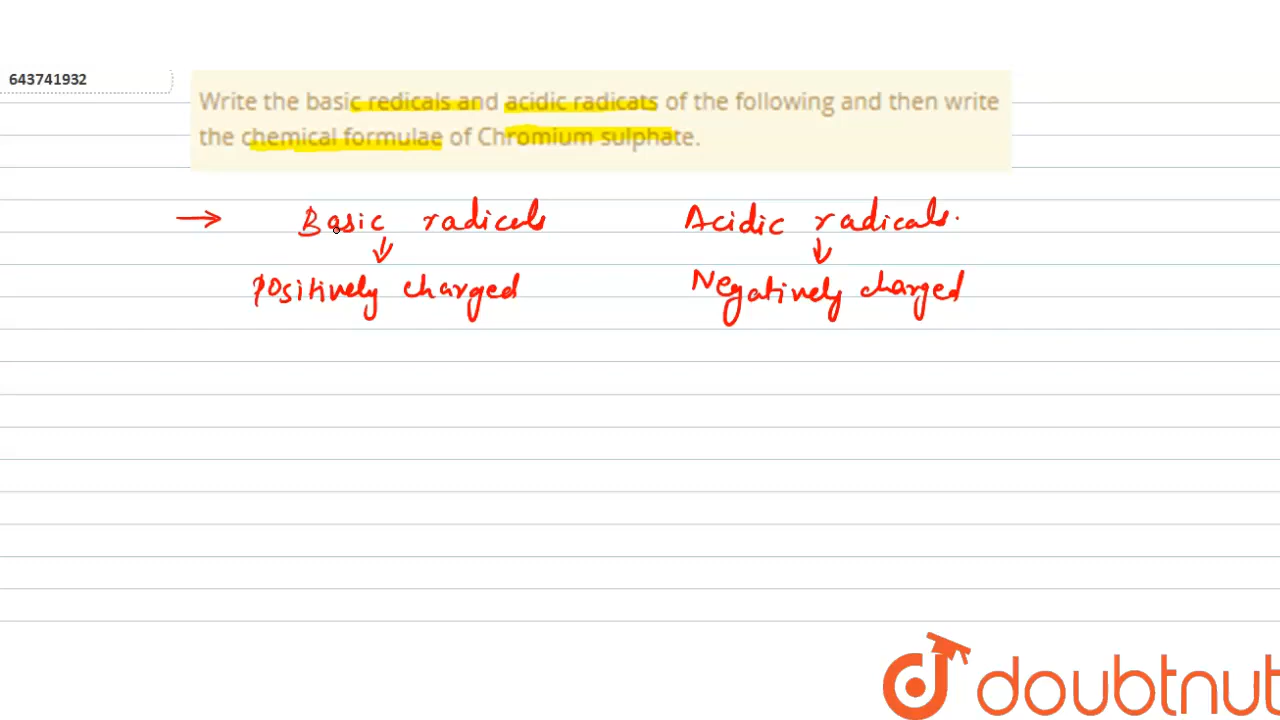 643741932
Write the basic redicals and acidic radicats of the following and then write
the chemical formulae of Chromium sulphate.
→ Basic radicals Acidic radicals.
↓ ↓
Positively charged Negatively charged
doubtnut